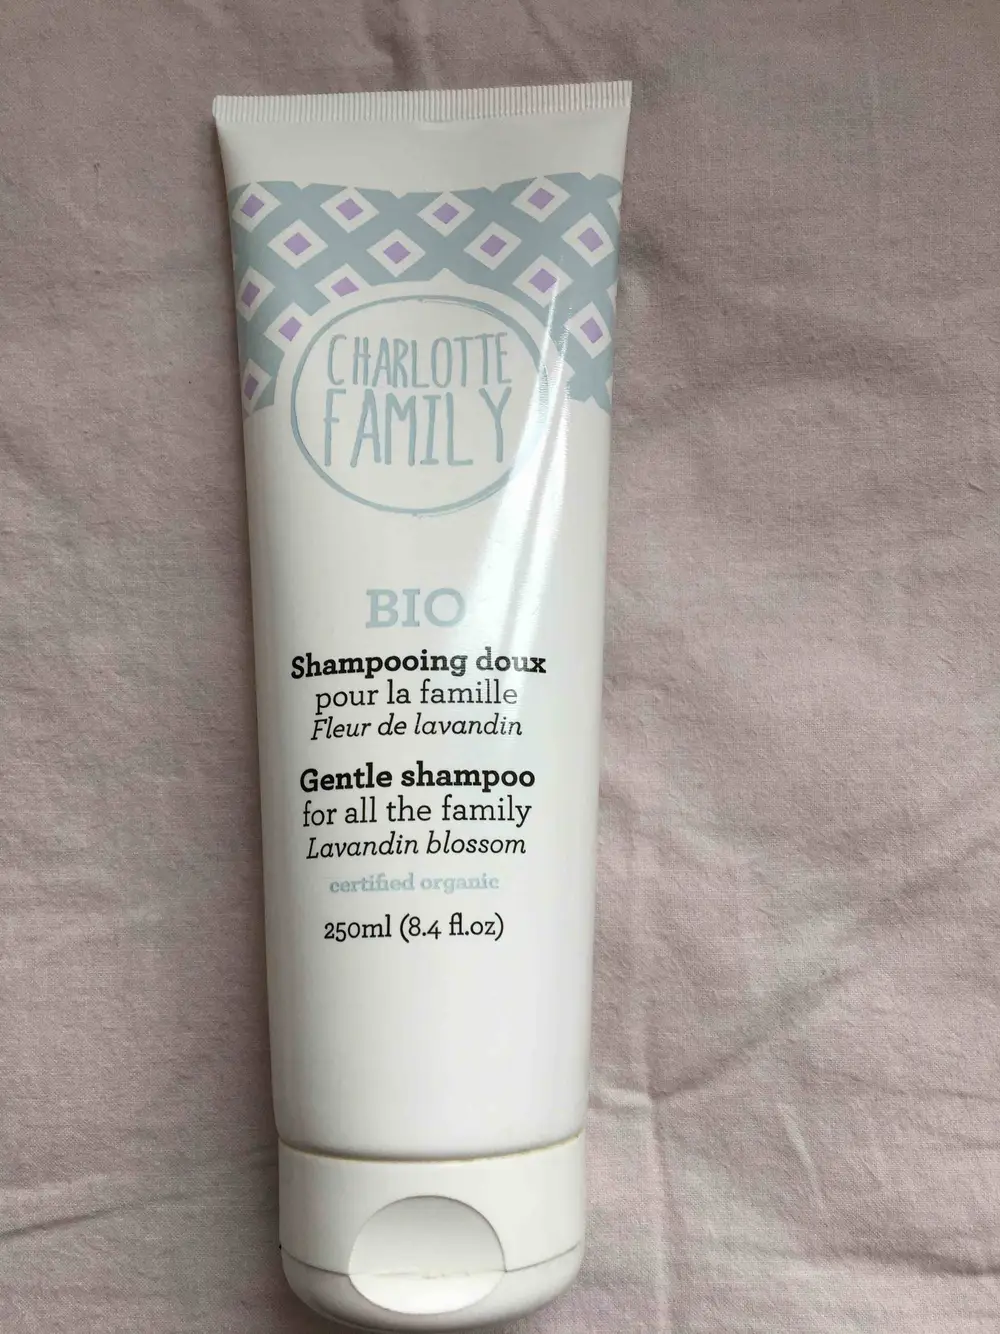 CHARLOTTE
FAMILY
BIO
Shampooing doux
pour la famille
Fleur de lavandin
Gentle shampoo
for all the family
Lavandin blossom
certified organic
250ml (8.4 fl.oz)